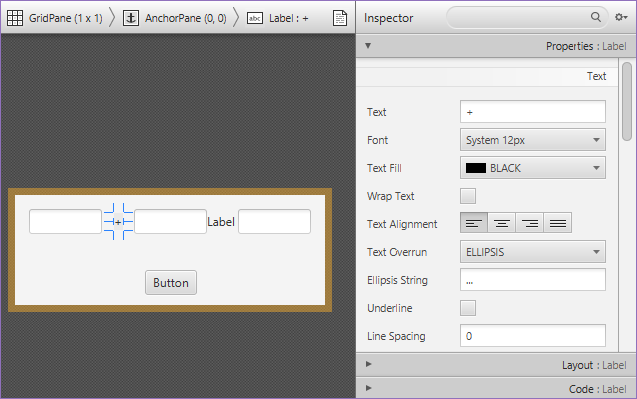 GridPane (1 x 1) AnchorPane (0, 0) abc Label : +
Inspector
Properties : Label
Text
Text +
Font System 12px
Text Fill BLACK
Wrap Text
Text Alignment
Text Overrun ELLIPSIS
Ellipsis String ...
Underline
Line Spacing 0
Layout : Label
Code : Label
+ Label
Button